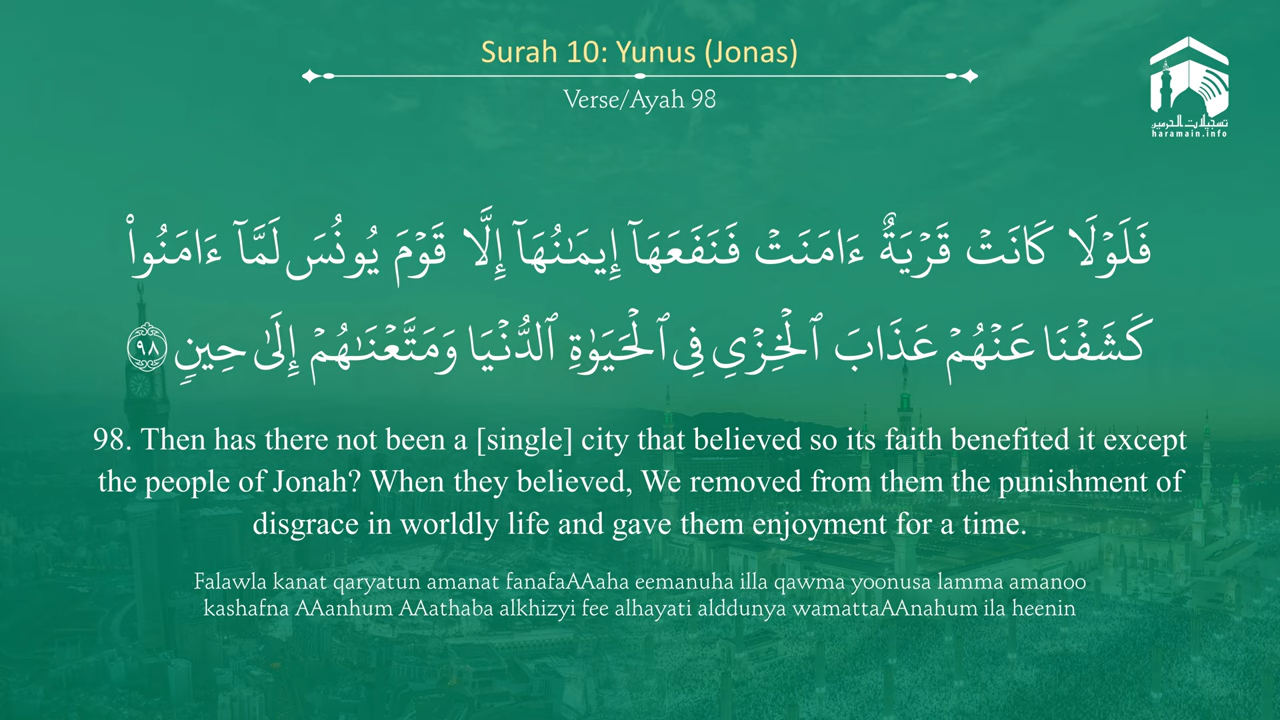 Surah 10: Yunus (Jonas)
Verse/Ayah 98
تسجيلات الحرمين
haramain.info
فَلَوْلَا كَانَتْ قَرْيَةٌ ءَامَنَتْ فَنَفَعَهَآ إِيمَـٰنُهَآ إِلَّا قَوْمَ يُونُسَ لَمَّآ ءَامَنُوا۟
كَشَفْنَا عَنْهُمْ عَذَابَ ٱلْخِزْىِ فِى ٱلْحَيَوٰةِ ٱلدُّنْيَا وَمَتَّعْنَـٰهُمْ إِلَىٰ حِينٍ ٩٨
98. Then has there not been a [single] city that believed so its faith benefited it except
the people of Jonah? When they believed, We removed from them the punishment of
disgrace in worldly life and gave them enjoyment for a time.
Falawla kanat qaryatun amanat fanafaAAaha eemanuha illa qawma yoonusa lamma amanoo
kashafna AAanhum AAathaba alkhizyi fee alhayati alddunya wamattaAAnahum ila heenin